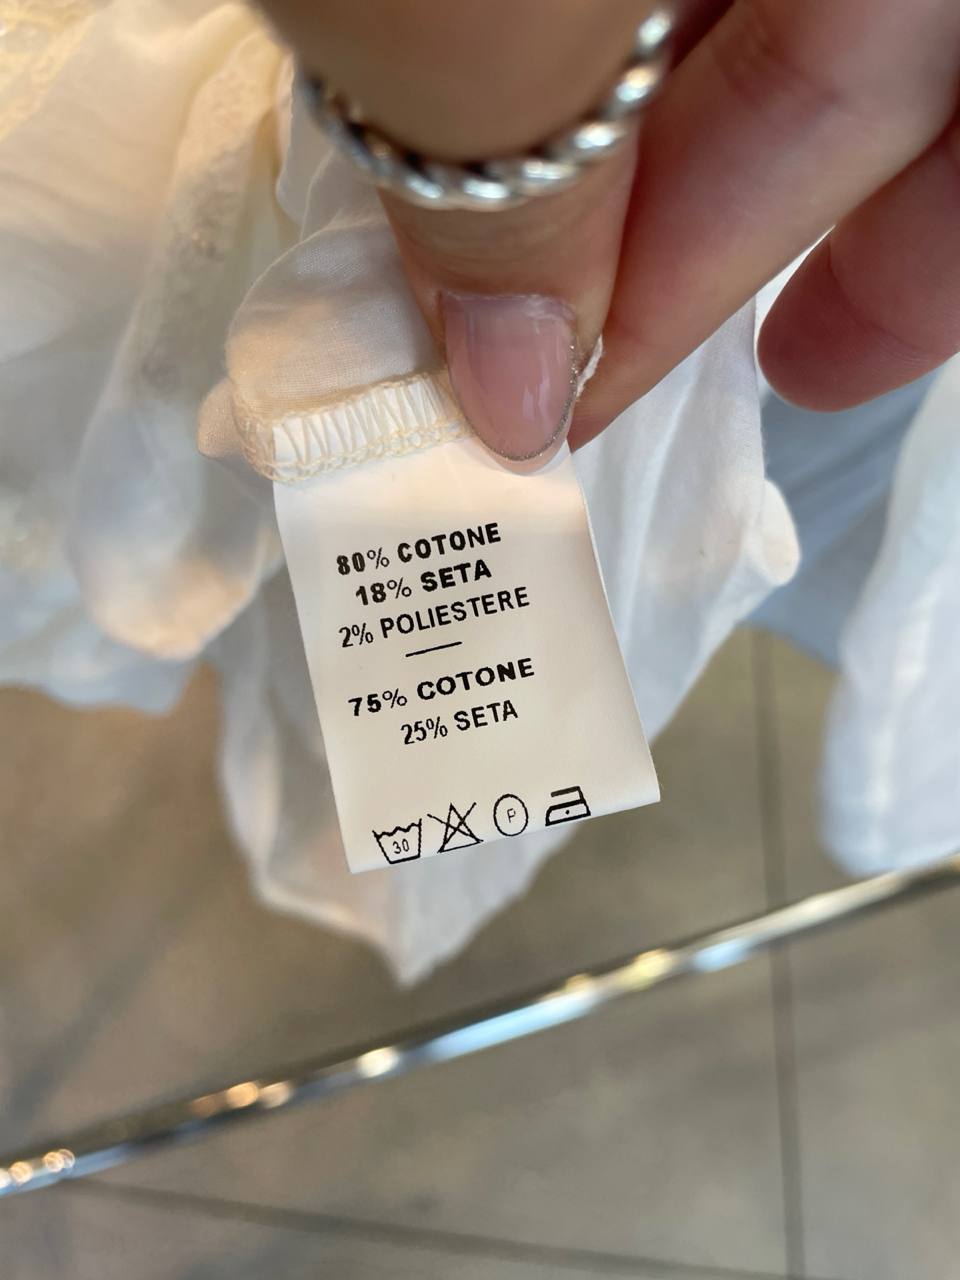 80% COTONE
18% SETA
2% POLIESTERE
75% COTONE
25% SETA
30 P